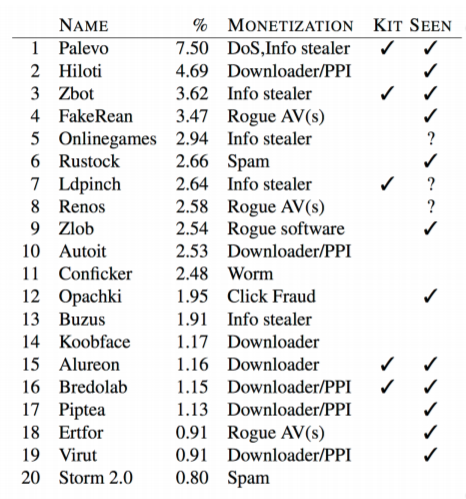 NAME % MONETIZATION KIT SEEN
1 Palevo 7.50 DoS,Info stealer ✓ ✓
2 Hiloti 4.69 Downloader/PPI ✓
3 Zbot 3.62 Info stealer ✓ ✓
4 FakeRean 3.47 Rogue AV(s) ✓
5 Onlinegames 2.94 Info stealer ?
6 Rustock 2.66 Spam ✓
7 Ldpinch 2.64 Info stealer ✓ ?
8 Renos 2.58 Rogue AV(s) ?
9 Zlob 2.54 Rogue software ✓
10 Autoit 2.53 Downloader/PPI
11 Conficker 2.48 Worm
12 Opachki 1.95 Click Fraud ✓
13 Buzus 1.91 Info stealer
14 Koobface 1.17 Downloader
15 Alureon 1.16 Downloader ✓ ✓
16 Bredolab 1.15 Downloader/PPI ✓ ✓
17 Piptea 1.13 Downloader/PPI ✓
18 Ertfor 0.91 Rogue AV(s) ✓
19 Virut 0.91 Downloader/PPI ✓
20 Storm 2.0 0.80 Spam